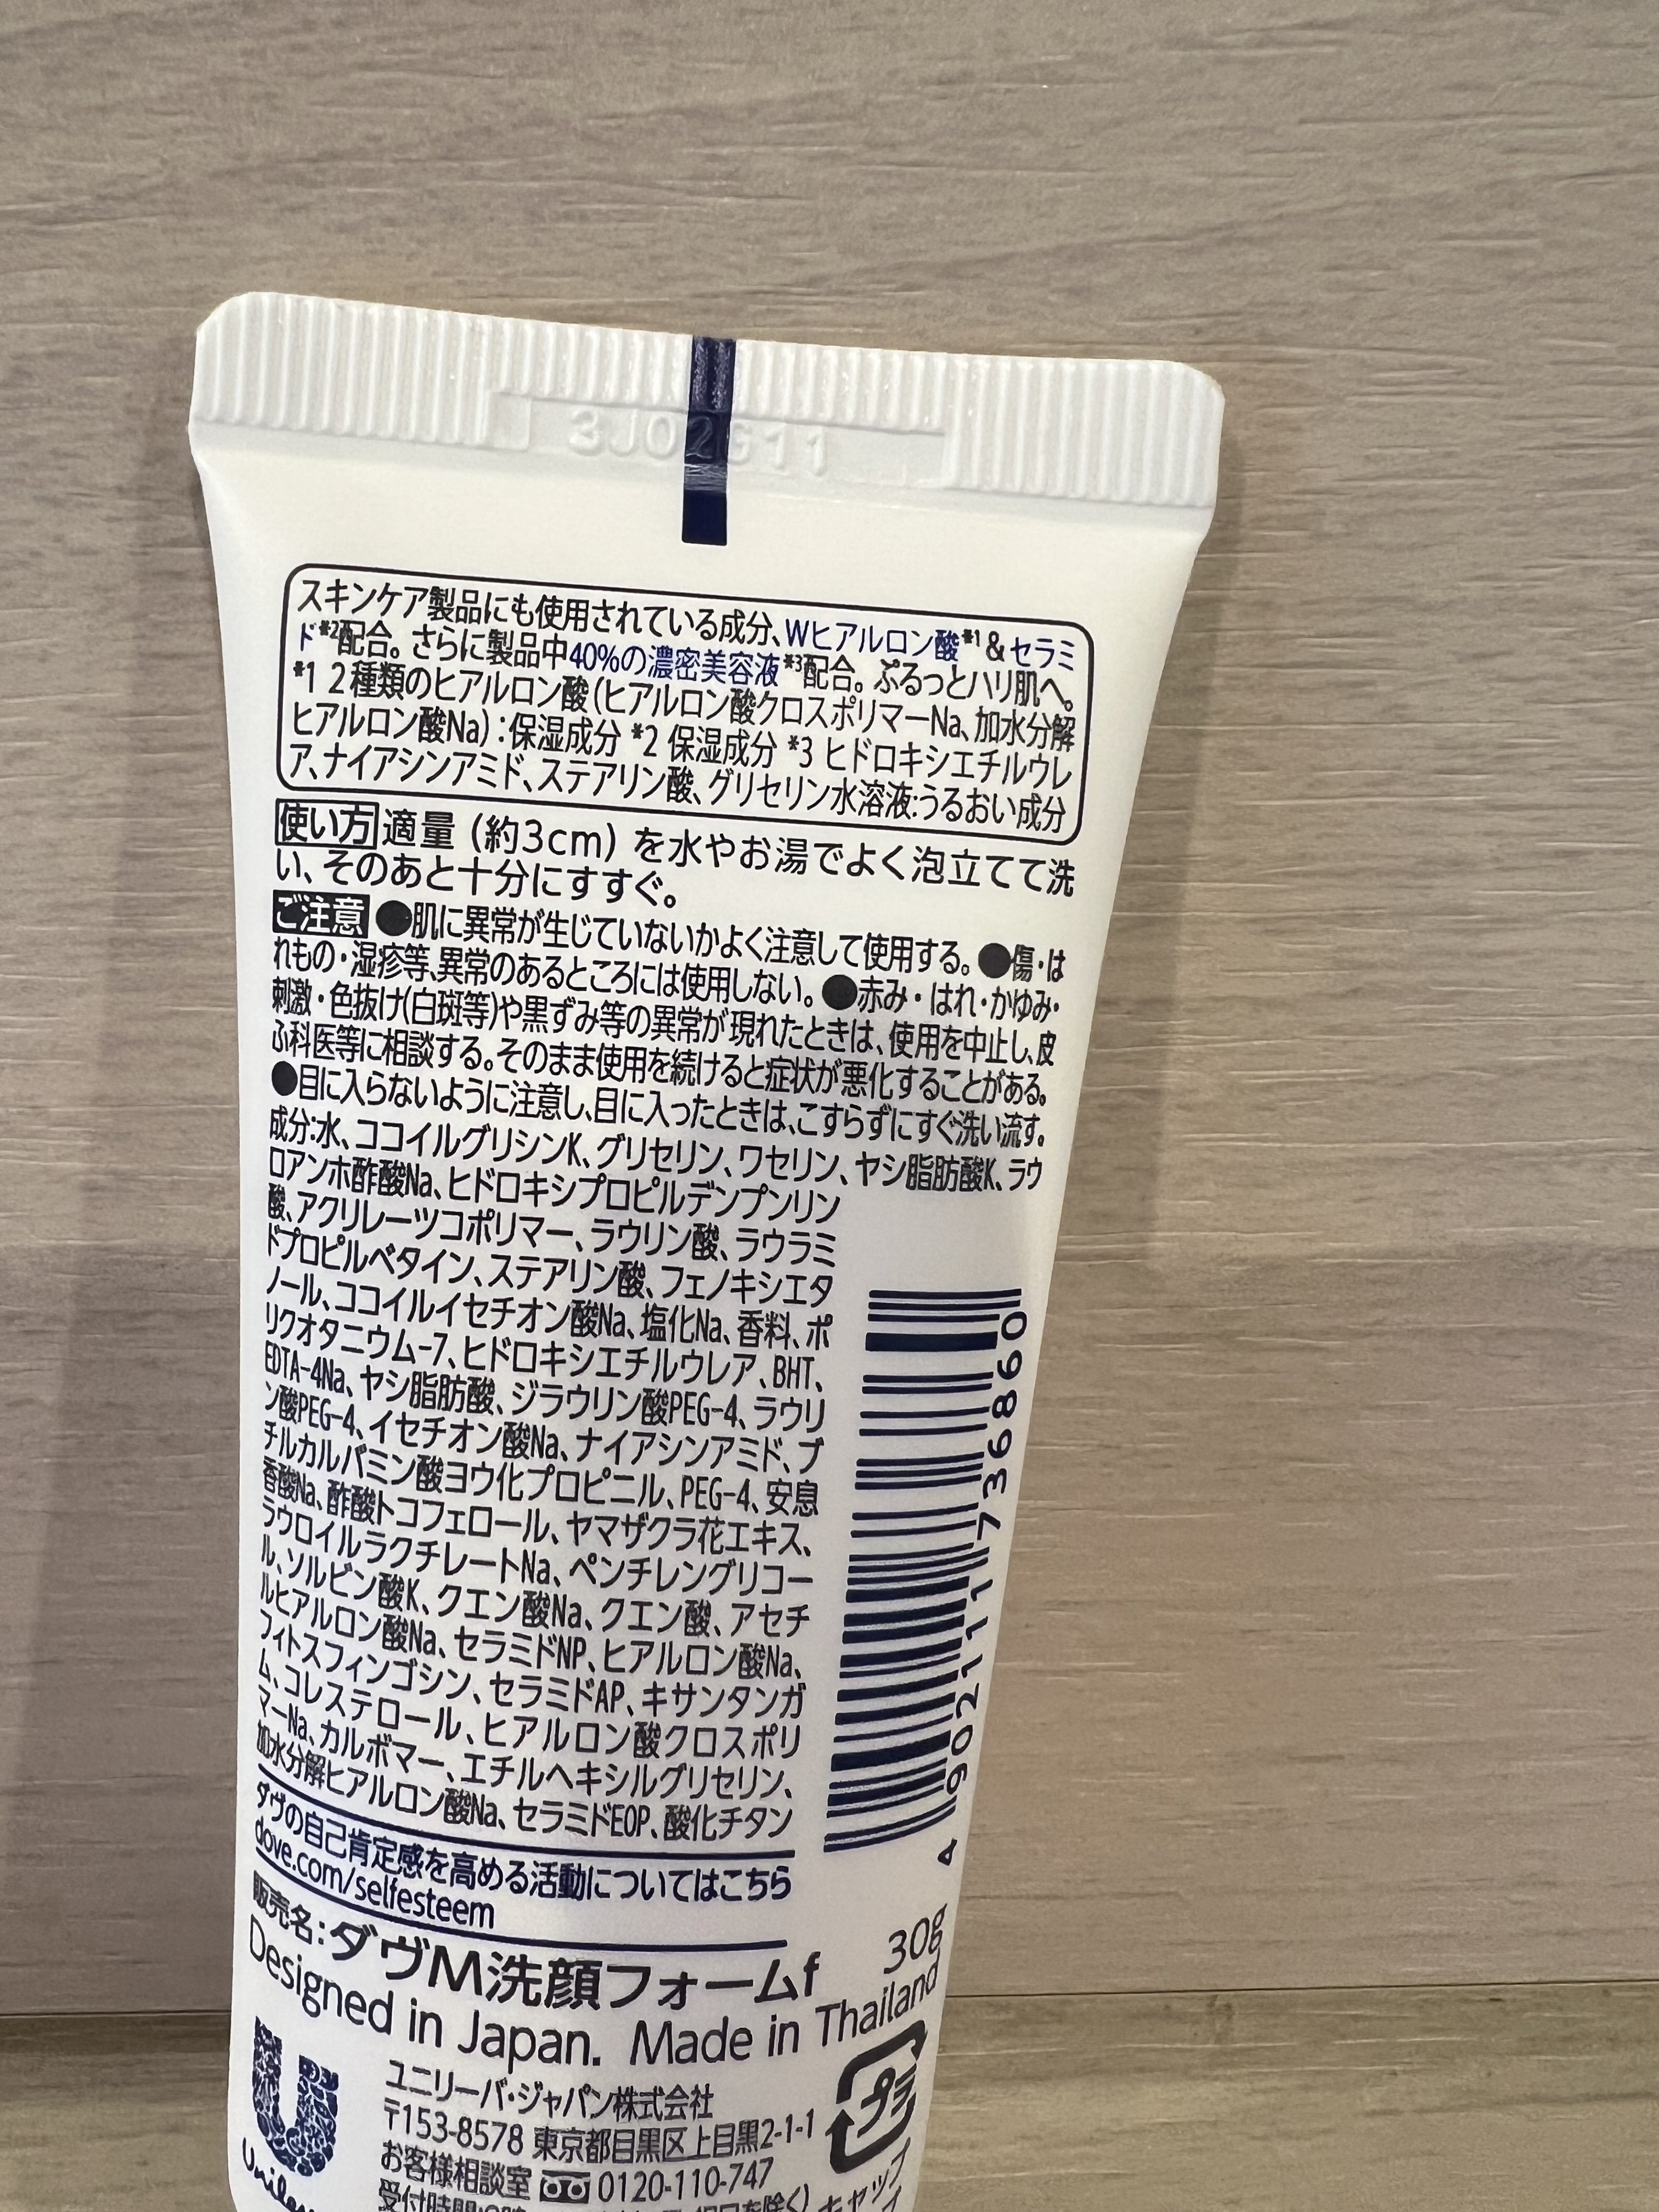 3J02G11
スキンケア製品にも使用されている成分、Wヒアルロン酸*1&セラミ
ド*2配合。さらに製品中40%の濃密美容液*3配合。ぷるっとハリ肌へ。
*1 2種類のヒアルロン酸(ヒアルロン酸クロスポリマーNa、加水分解
ヒアルロン酸Na):保湿成分 *2 保湿成分 *3 ヒドロキシエチルウレ
ア、ナイアシンアミド、ステアリン酸、グリセリン水溶液:うるおい成分
使い方 適量(約3cm)を水やお湯でよく泡立てて洗
い、そのあと十分にすすぐ。
ご注意 ●肌に異常が生じていないかよく注意して使用する。●傷・は
れもの・湿疹等、異常のあるところには使用しない。●赤み・はれ・かゆみ・
刺激・色抜け(白斑等)や黒ずみ等の異常が現れたときは、使用を中止し、皮
ふ科医等に相談する。そのまま使用を続けると症状が悪化することがある。
●目に入らないように注意し、目に入ったときは、こすらずにすぐ洗い流す。
成分:水、ココイルグリシンK、グリセリン、ワセリン、ヤシ脂肪酸K、ラウ
ロアンホ酢酸Na、ヒドロキシプロピルデンプンリン
酸、アクリレーツコポリマー、ラウリン酸、ラウラミ
ドプロピルベタイン、ステアリン酸、フェノキシエタ
ノール、ココイルイセチオン酸Na、塩化Na、香料、ポ
リクオタニウム-7、ヒドロキシエチルウレア、BHT、
EDTA-4Na、ヤシ脂肪酸、ジラウリン酸PEG-4、ラウリ
ン酸PEG-4、イセチオン酸Na、ナイアシンアミド、ブ
チルカルバミン酸ヨウ化プロピニル、PEG-4、安息
香酸Na、酢酸トコフェロール、ヤマザクラ花エキス、
ラウロイルラクチレートNa、ペンチレングリコー
ル、ソルビン酸K、クエン酸Na、クエン酸、アセチ
ルヒアルロン酸Na、セラミドNP、ヒアルロン酸Na、
フィトスフィンゴシン、セラミドAP、キサンタンガ
ム、コレステロール、ヒアルロン酸クロスポリ
マーNa、カルボマー、エチルヘキシルグリセリン、
加水分解ヒアルロン酸Na、セラミドEOP、酸化チタン
4 902111 736860
ダヴの自己肯定感を高める活動についてはこちら
dove.com/selfesteem
販売名:ダヴM洗顔フォームf 30g
Designed in Japan. Made in Thailand
ユニリーバ・ジャパン株式会社
〒153-8578 東京都目黒区上目黒2-1-1
お客様相談室 0120-110-747
プラ
キャップ